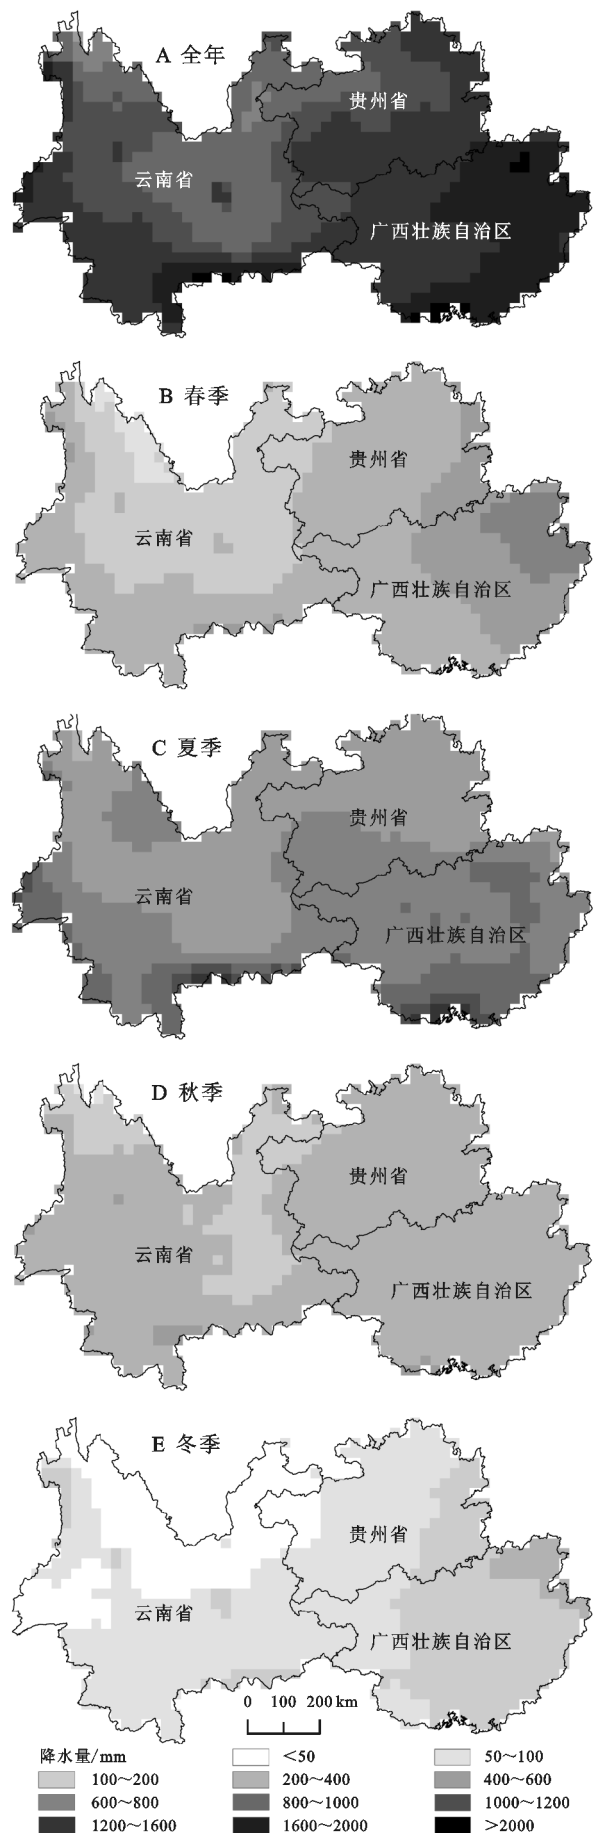 A 全年
贵州省
云南省
广西壮族自治区
B 春季
贵州省
云南省
广西壮族自治区
C 夏季
贵州省
云南省
广西壮族自治区
D 秋季
贵州省
云南省
广西壮族自治区
E 冬季
贵州省
云南省
广西壮族自治区
0 100 200 km
降水量/mm <50 50～100
100～200 200～400 400～600
600～800 800～1000 1000～1200
1200～1600 1600～2000 >2000